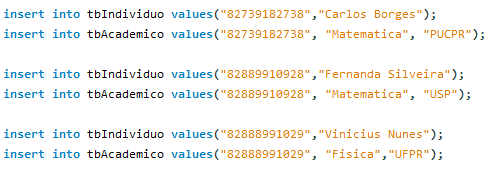 insert into tbIndividuo values("82739182738","Carlos Borges");
insert into tbAcademico values("82739182738", "Matematica", "PUCPR");
insert into tbIndividuo values("82889910928","Fernanda Silveira");
insert into tbAcademico values("82889910928", "Matematica", "USP");
insert into tbIndividuo values("82888991029","Vinicius Nunes");
insert into tbAcademico values("82888991029", "Fisica","UFPR");